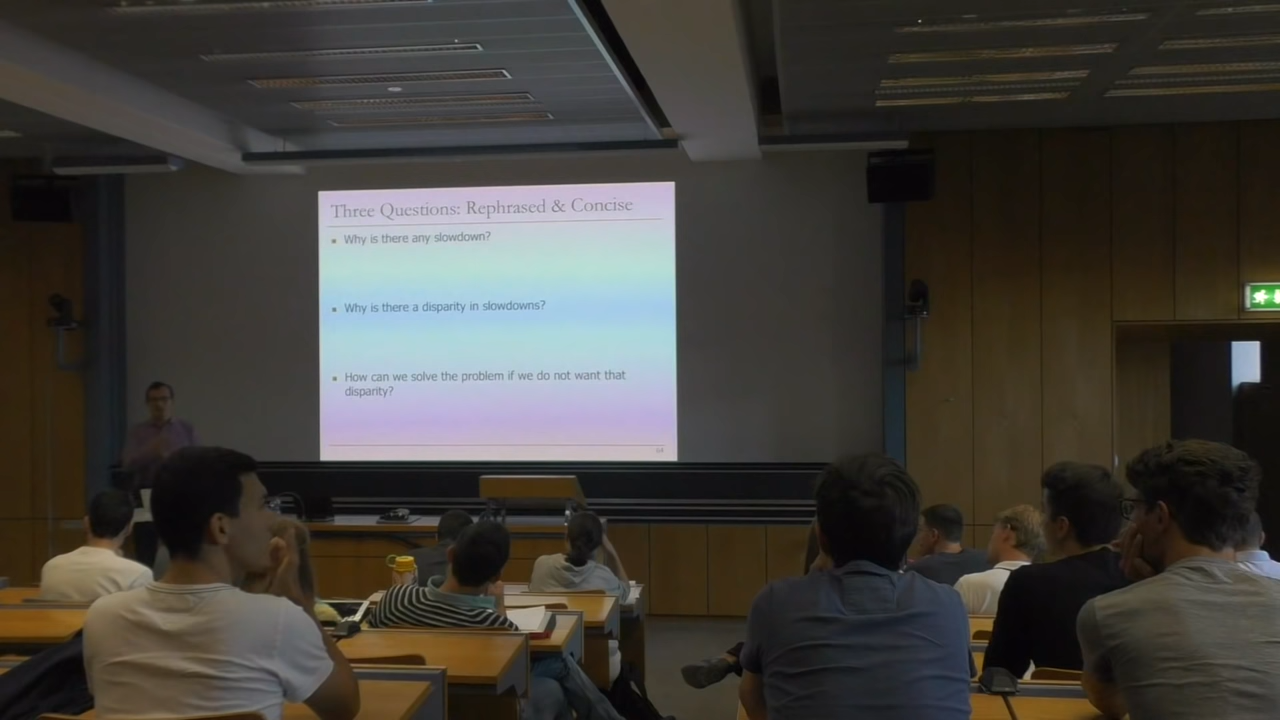 Three Questions: Rephrased & Concise
Why is there any slowdown?
Why is there a disparity in slowdowns?
How can we solve the problem if we do not want that
disparity?